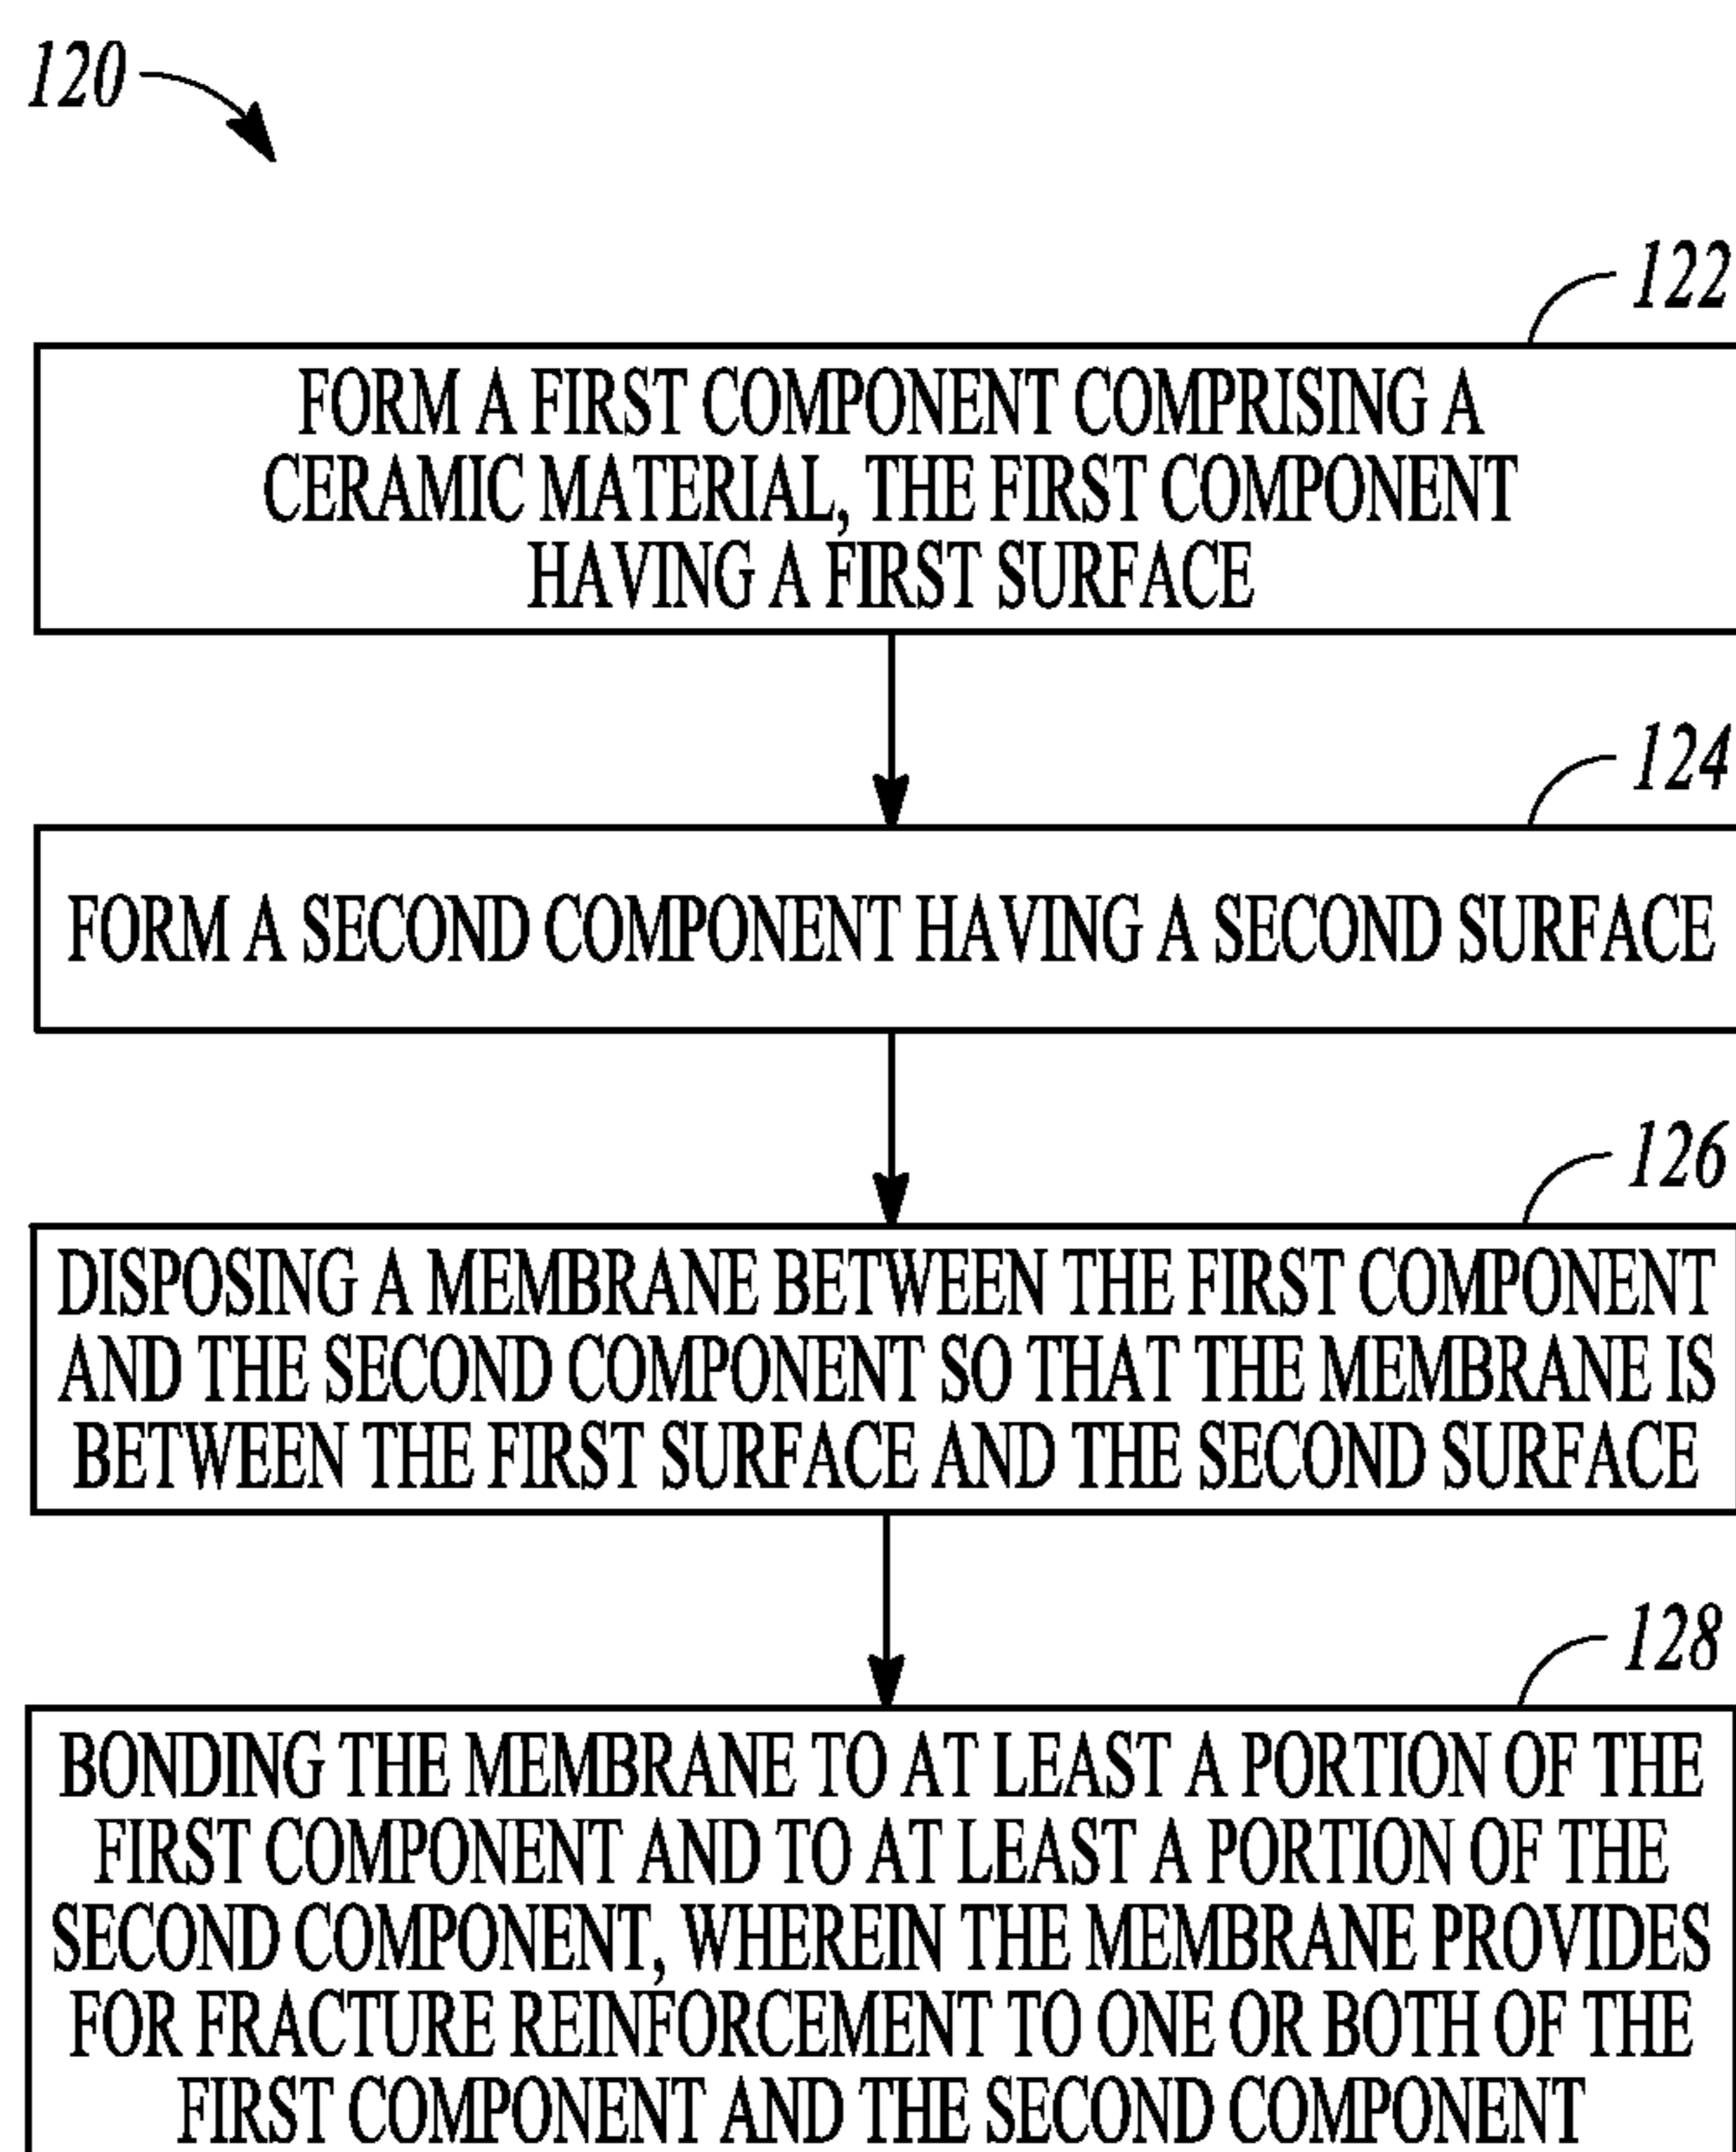 120
122
FORM A FIRST COMPONENT COMPRISING A
CERAMIC MATERIAL, THE FIRST COMPONENT
HAVING A FIRST SURFACE
124
FORM A SECOND COMPONENT HAVING A SECOND SURFACE
126
DISPOSING A MEMBRANE BETWEEN THE FIRST COMPONENT
AND THE SECOND COMPONENT SO THAT THE MEMBRANE IS
BETWEEN THE FIRST SURFACE AND THE SECOND SURFACE
128
BONDING THE MEMBRANE TO AT LEAST A PORTION OF THE
FIRST COMPONENT AND TO AT LEAST A PORTION OF THE
SECOND COMPONENT, WHEREIN THE MEMBRANE PROVIDES
FOR FRACTURE REINFORCEMENT TO ONE OR BOTH OF THE
FIRST COMPONENT AND THE SECOND COMPONENT